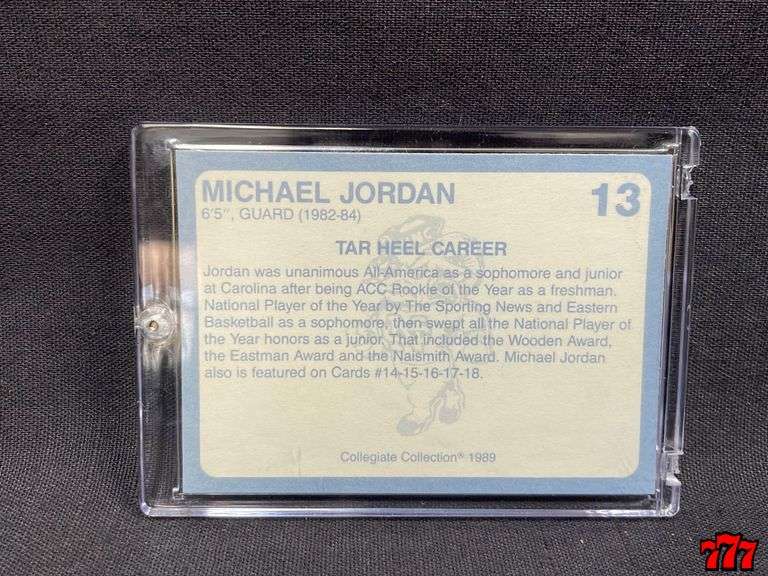 MICHAEL JORDAN 13
6'5", GUARD (1982-84)
TAR HEEL CAREER
Jordan was unanimous All-America as a sophomore and junior
at Carolina after being ACC Rookie of the Year as a freshman.
National Player of the Year by The Sporting News and Eastern
Basketball as a sophomore, then swept all the National Player of
the Year honors as a junior. That included the Wooden Award,
the Eastman Award and the Naismith Award. Michael Jordan
also is featured on Cards #14-15-16-17-18.
Collegiate Collection® 1989
777